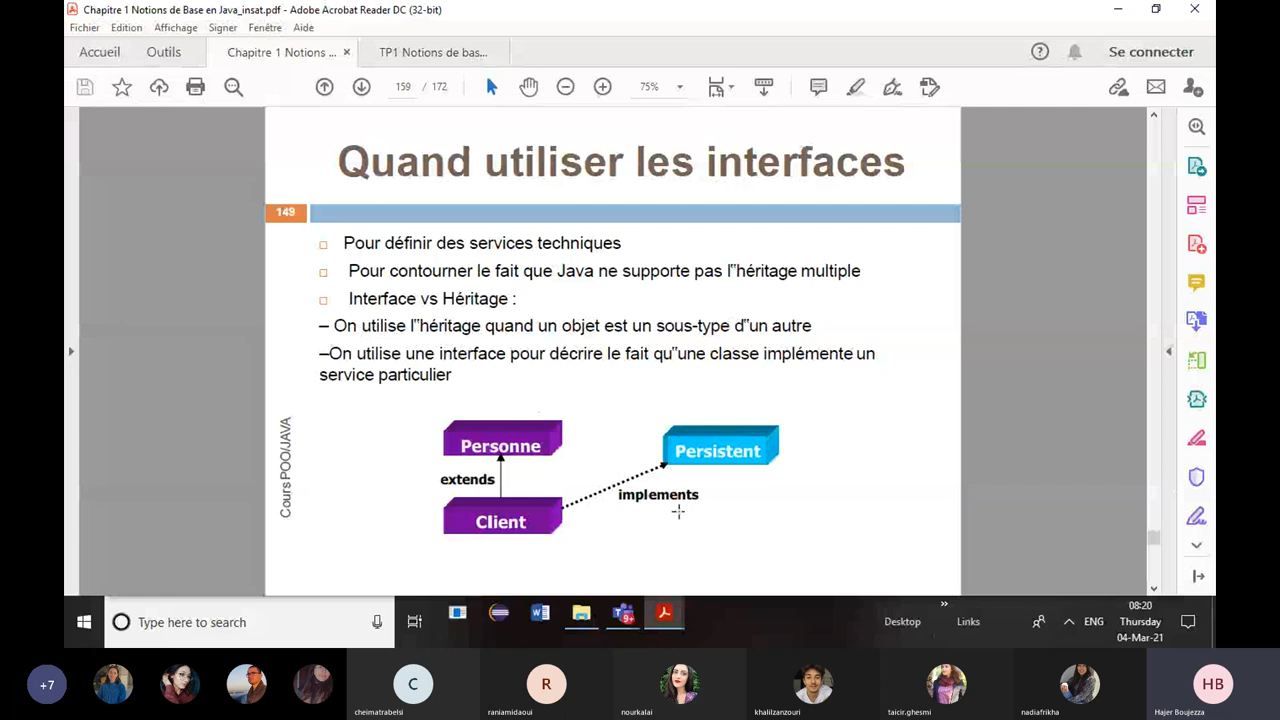 Chapitre 1 Notions de Base en Java_insat.pdf - Adobe Acrobat Reader DC (32-bit)
Fichier Edition Affichage Signer Fenêtre Aide
Accueil Outils Chapitre 1 Notions ... × TP1 Notions de bas... Se connecter
159 / 172 75%
Quand utiliser les interfaces
149
Pour définir des services techniques
Pour contourner le fait que Java ne supporte pas l‟héritage multiple
Interface vs Héritage :
– On utilise l‟héritage quand un objet est un sous-type d‟un autre
–On utilise une interface pour décrire le fait qu‟une classe implémente un
service particulier
Cours POO/JAVA
Personne
Persistent
extends
implements
Client
Type here to search
9+
Desktop
Links
ENG
08:20
Thursday
04-Mar-21
+7
C
R
HB
cheimatrabelsi
raniamidaoui
nourkalai
khalilzanzouri
taicir.ghesmi
nadiafrikha
Hajer Boujezza